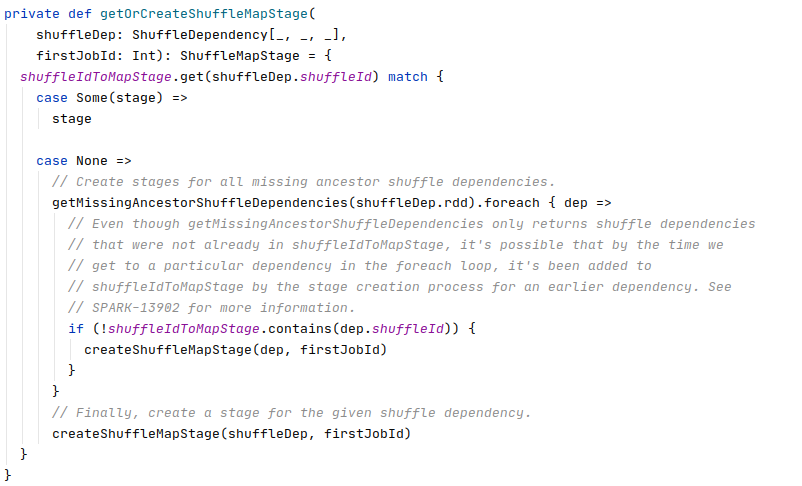 private def getOrCreateShuffleMapStage(
    shuffleDep: ShuffleDependency[_, _, _],
    firstJobId: Int): ShuffleMapStage = {
  shuffleIdToMapStage.get(shuffleDep.shuffleId) match {
    case Some(stage) =>
      stage

    case None =>
      // Create stages for all missing ancestor shuffle dependencies.
      getMissingAncestorShuffleDependencies(shuffleDep.rdd).foreach { dep =>
        // Even though getMissingAncestorShuffleDependencies only returns shuffle dependencies
        // that were not already in shuffleIdToMapStage, it's possible that by the time we
        // get to a particular dependency in the foreach loop, it's been added to
        // shuffleIdToMapStage by the stage creation process for an earlier dependency. See
        // SPARK-13902 for more information.
        if (!shuffleIdToMapStage.contains(dep.shuffleId)) {
          createShuffleMapStage(dep, firstJobId)
        }
      }
      // Finally, create a stage for the given shuffle dependency.
      createShuffleMapStage(shuffleDep, firstJobId)
  }
}